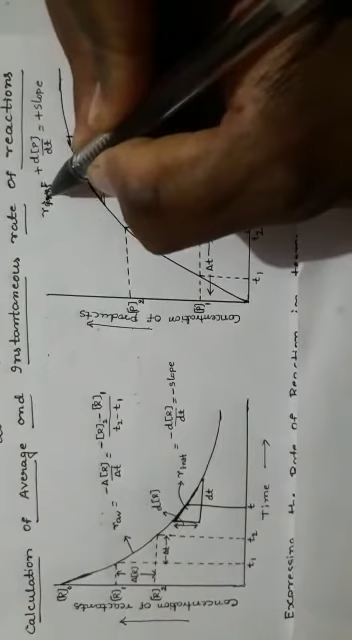 Calculation of Average and Instantaneous rate of reactions
[R]₀
[R]₁
[R]₂
Concentration of reactants
Δ[R]
Δt
r_av = -Δ[R]/Δt = -[R]₂-[R]₁/t₂-t₁
d[R]
r_inst = -d[R]/dt = -slope
dt
t₁ t₂ t
Time →
Concentration of products
[P]₂
[P]₁
Δt
t₁ t₂
+d[P]/dt = +slope
Expressing the Rate of Reaction in